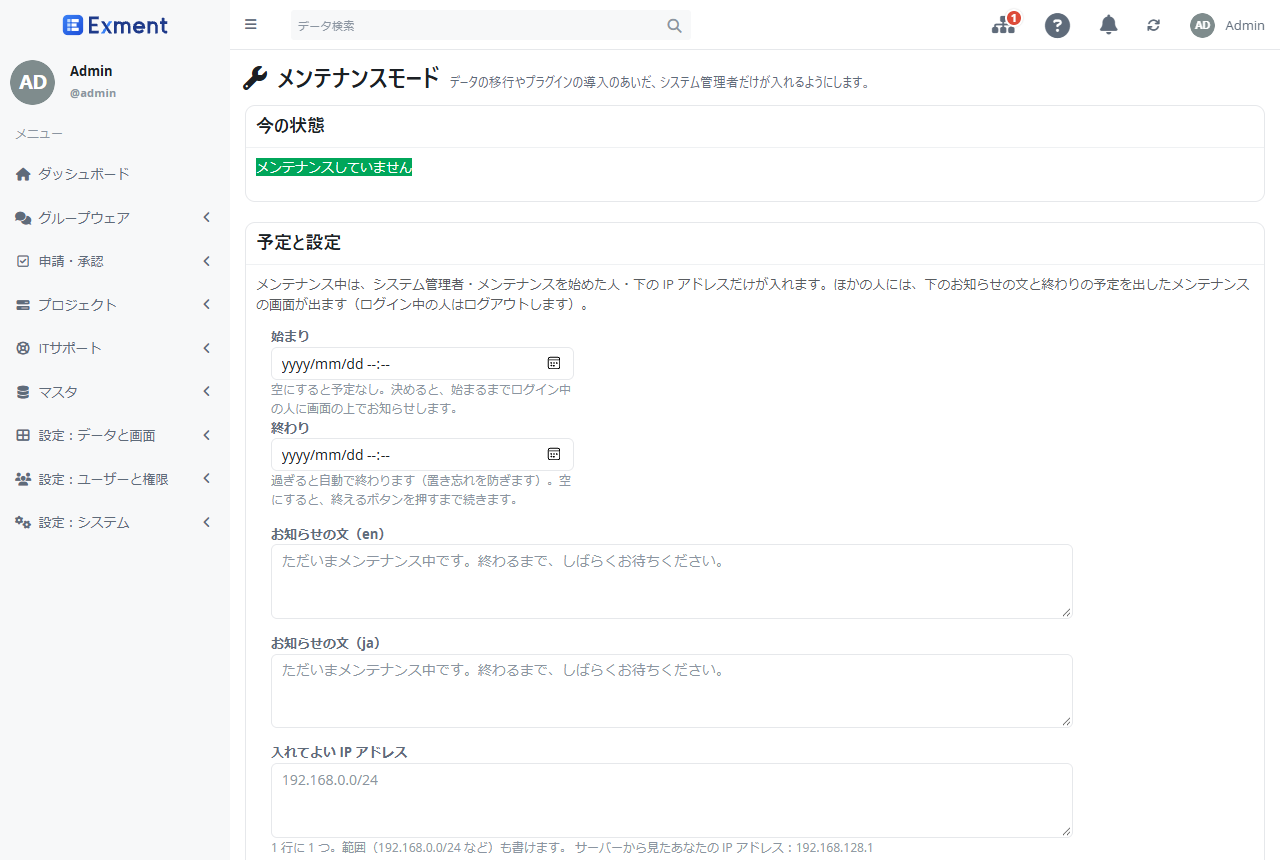 Exment
データ検索
1
?
AD
Admin
AD
Admin
@admin
メニュー
ダッシュボード
グループウェア
申請・承認
プロジェクト
ITサポート
マスタ
設定：データと画面
設定：ユーザーと権限
設定：システム
メンテナンスモード データの移行やプラグインの導入のあいだ、システム管理者だけが入れるようにします。
今の状態
メンテナンスしていません
予定と設定
メンテナンス中は、システム管理者・メンテナンスを始めた人・下の IP アドレスだけが入れます。ほかの人には、下のお知らせの文と終わりの予定を出したメンテナンス
の画面が出ます（ログイン中の人はログアウトします）。
始まり
yyyy/mm/dd --:--
空にすると予定なし。決めると、始まるまでログイン中
の人に画面の上でお知らせします。
終わり
yyyy/mm/dd --:--
過ぎると自動で終わります（置き忘れを防ぎます）。空
にすると、終えるボタンを押すまで続きます。
お知らせの文（en）
ただいまメンテナンス中です。終わるまで、しばらくお待ちください。
お知らせの文（ja）
ただいまメンテナンス中です。終わるまで、しばらくお待ちください。
入れてよい IP アドレス
192.168.0.0/24
1 行に 1 つ。範囲（192.168.0.0/24 など）も書けます。 サーバーから見たあなたの IP アドレス：192.168.128.1